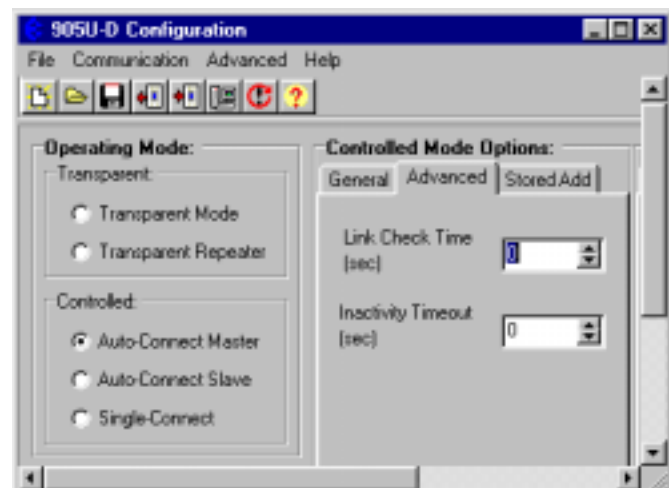 905U-D Configuration
File Communication Advanced Help
Operating Mode:
Transparent:
Transparent Mode
Transparent Repeater
Controlled:
Auto-Connect Master
Auto-Connect Slave
Single-Connect
Controlled Mode Options:
General Advanced Stored Add
Link Check Time
(sec)
0
Inactivity Timeout
(sec)
0